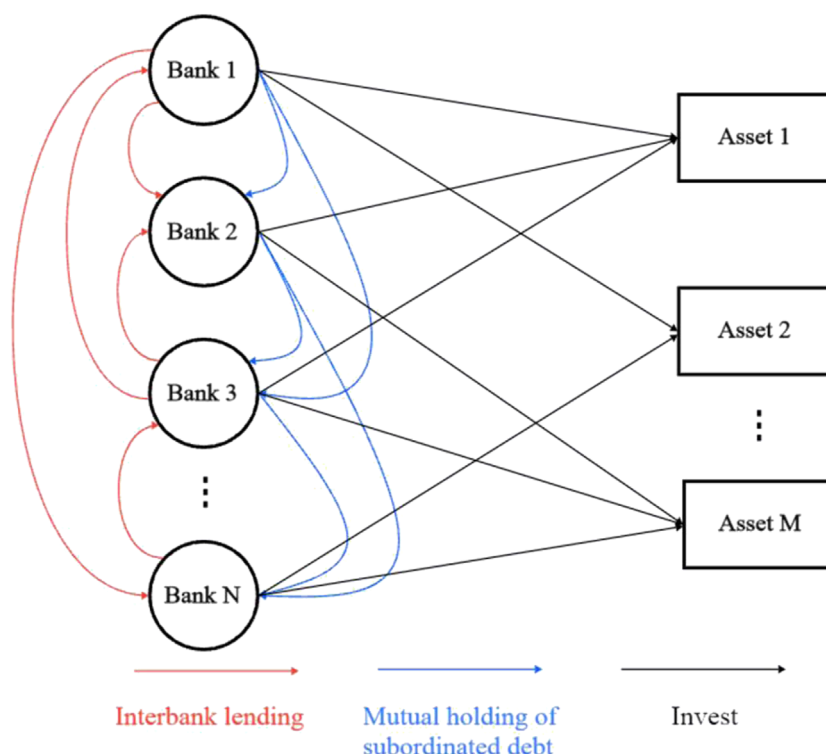 Bank 1
Asset 1
Bank 2
Asset 2
Bank 3
Asset M
Bank N
Interbank lending
Mutual holding of
subordinated debt
Invest